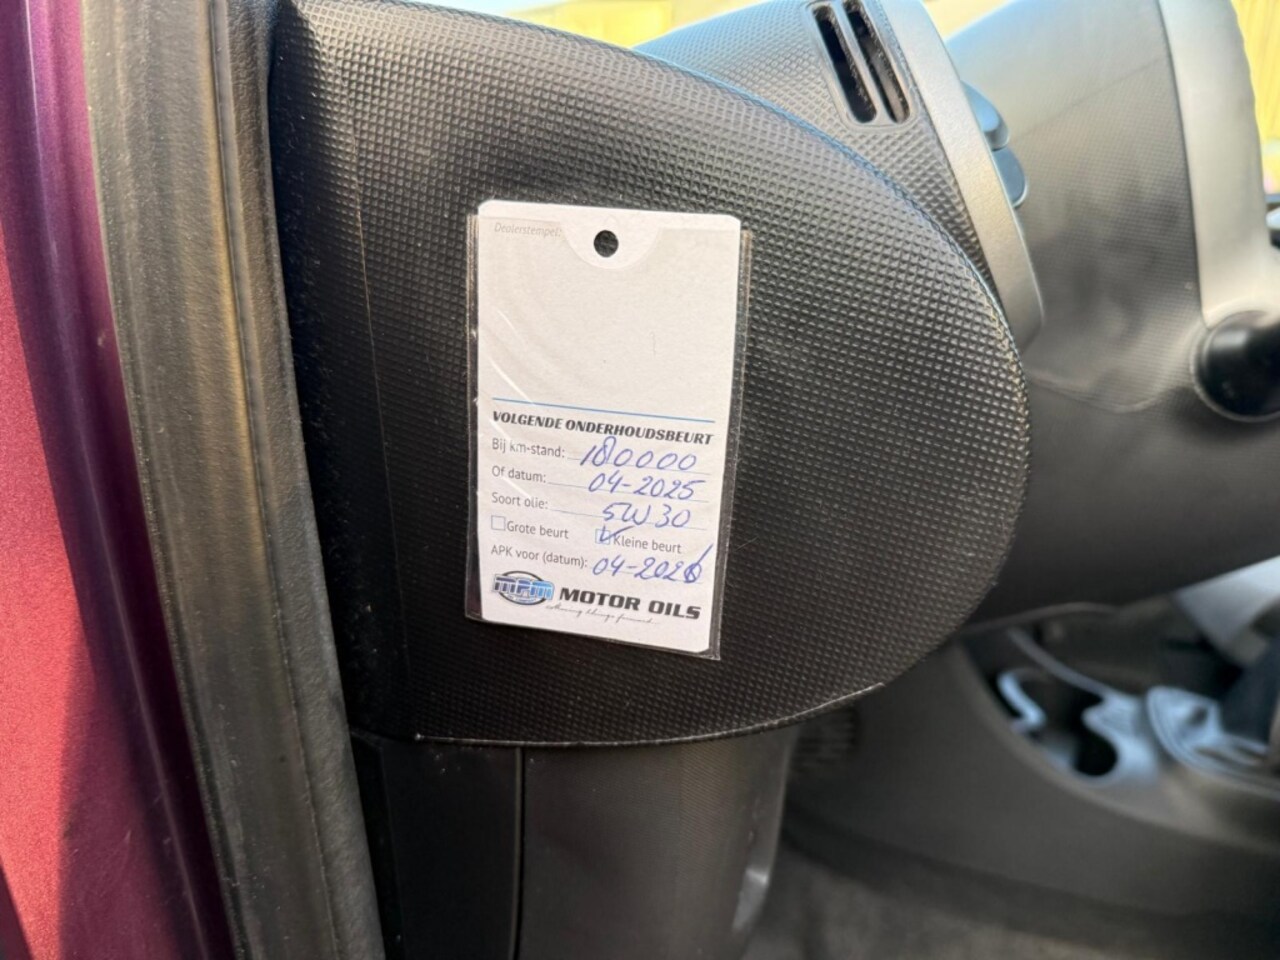 Dealerstempel:
VOLGENDE ONDERHOUDSBEURT
Bij km-stand: 180000
Of datum: 04-2025
Soort olie: 5W30
Grote beurt Kleine beurt
APK voor (datum): 04-2026
mpm MOTOR OILS